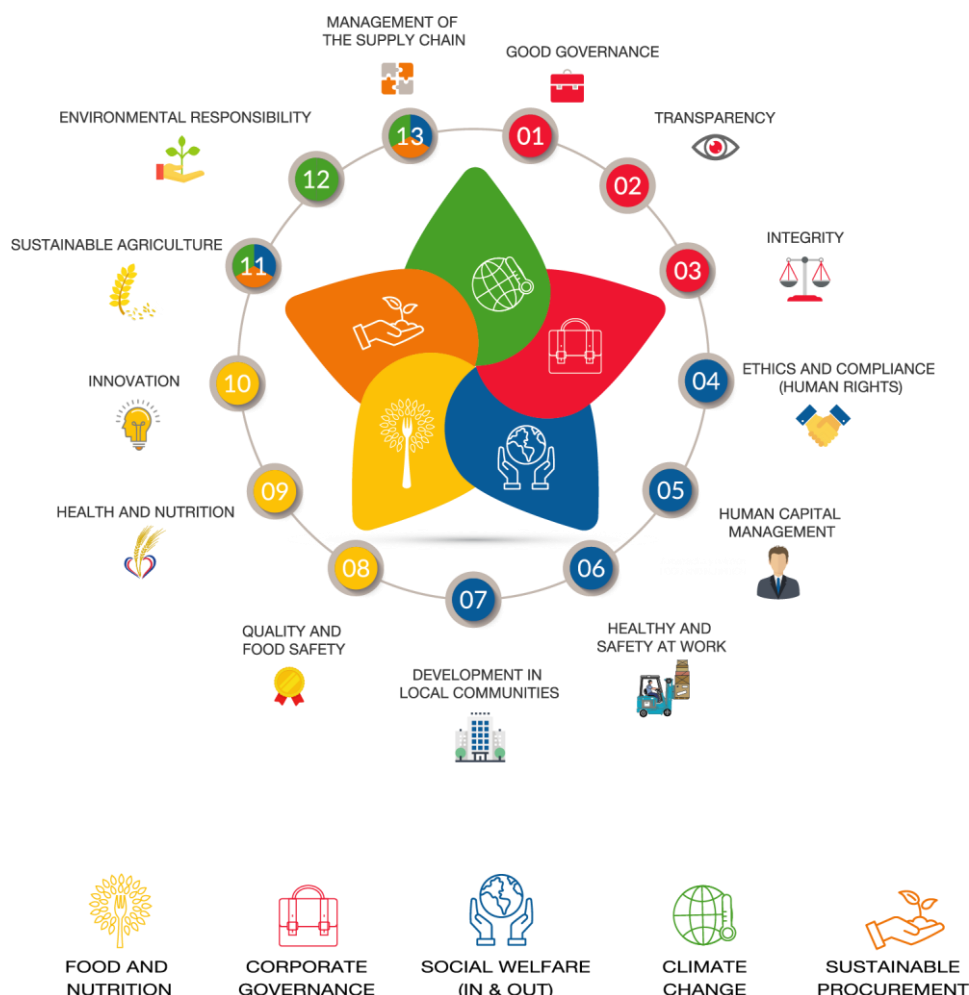 MANAGEMENT OF
THE SUPPLY CHAIN
GOOD GOVERNANCE
ENVIRONMENTAL RESPONSIBILITY
TRANSPARENCY
13
01
12
02
SUSTAINABLE AGRICULTURE
INTEGRITY
11
03
INNOVATION
10
04
ETHICS AND COMPLIANCE
(HUMAN RIGHTS)
HEALTH AND NUTRITION
09
05
HUMAN CAPITAL
MANAGEMENT
08
07
06
QUALITY AND
FOOD SAFETY
HEALTHY AND
SAFETY AT WORK
DEVELOPMENT IN
LOCAL COMMUNITIES
FOOD AND
NUTRITION
CORPORATE
GOVERNANCE
SOCIAL WELFARE
(IN & OUT)
CLIMATE
CHANGE
SUSTAINABLE
PROCUREMENT